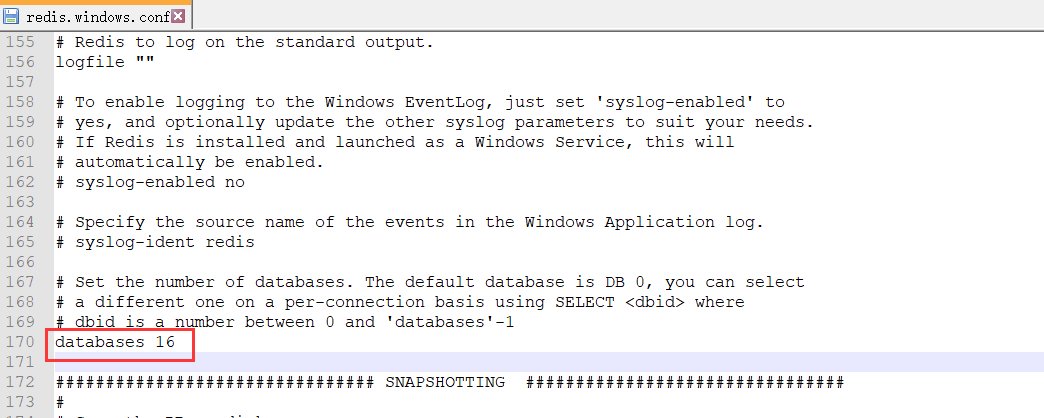 redis.windows.conf
155 # Redis to log on the standard output.
156 logfile ""
157
158 # To enable logging to the Windows EventLog, just set 'syslog-enabled' to
159 # yes, and optionally update the other syslog parameters to suit your needs.
160 # If Redis is installed and launched as a Windows Service, this will
161 # automatically be enabled.
162 # syslog-enabled no
163
164 # Specify the source name of the events in the Windows Application log.
165 # syslog-ident redis
166
167 # Set the number of databases. The default database is DB 0, you can select
168 # a different one on a per-connection basis using SELECT <dbid> where
169 # dbid is a number between 0 and 'databases'-1
170 databases 16
171
172 ################################ SNAPSHOTTING  ################################
173 #